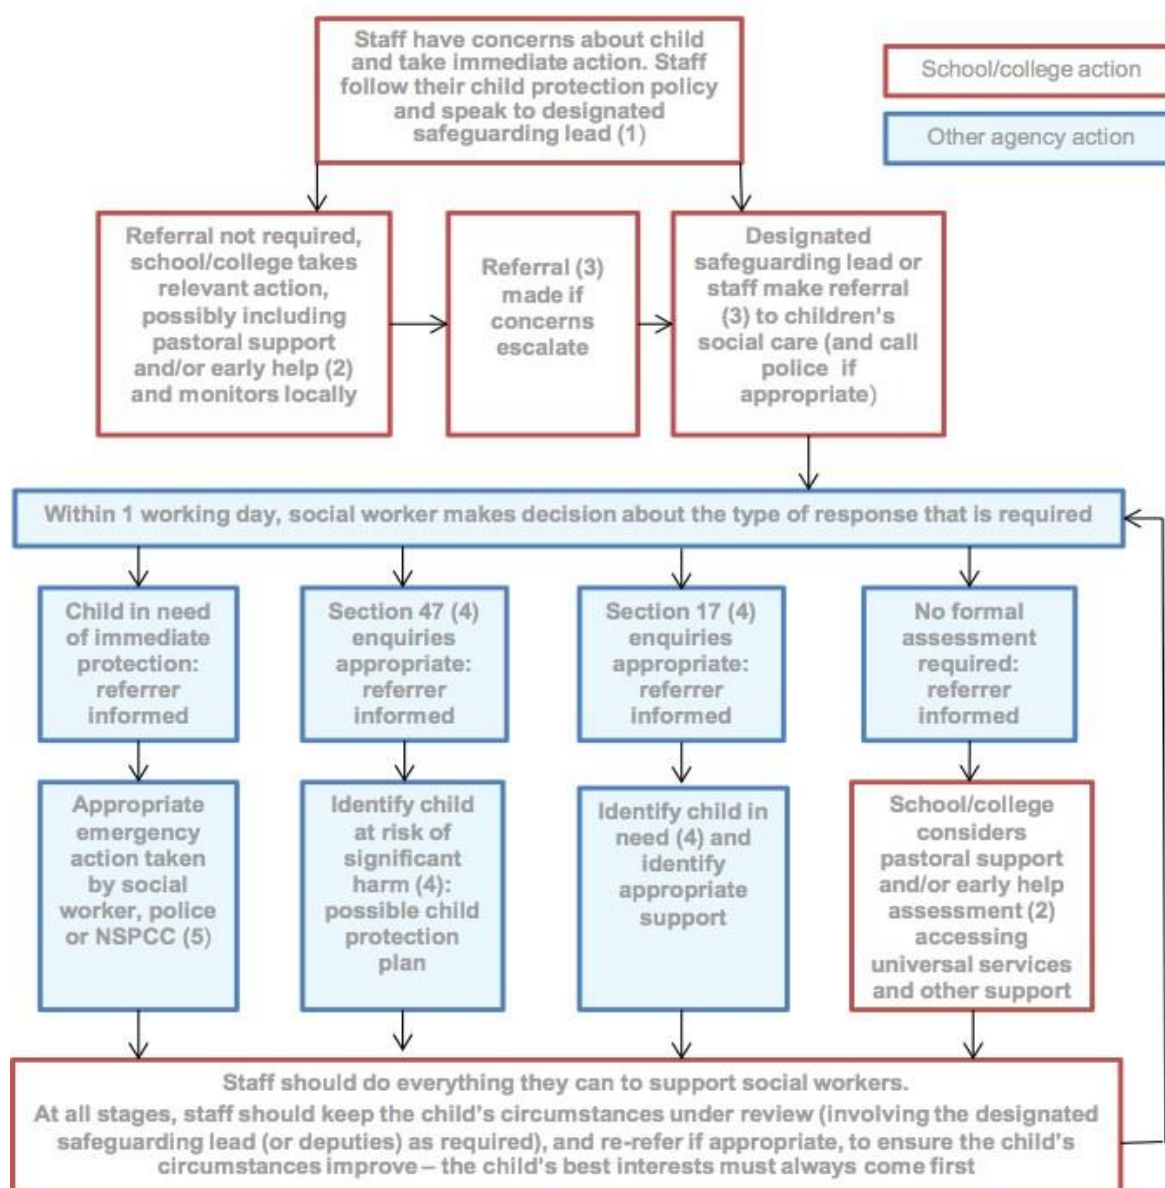 Staff have concerns about child
and take immediate action. Staff
follow their child protection policy
and speak to designated
safeguarding lead (1)
School/college action
Other agency action
Referral not required,
school/college takes
relevant action,
possibly including
pastoral support
and/or early help (2)
and monitors locally
Referral (3)
made if
concerns
escalate
Designated
safeguarding lead or
staff make referral
(3) to children's
social care (and call
police if
appropriate)
Within 1 working day, social worker makes decision about the type of response that is required
Child in need
of immediate
protection:
referrer
informed
Section 47 (4)
enquiries
appropriate:
referrer
informed
Section 17 (4)
enquiries
appropriate:
referrer
informed
No formal
assessment
required:
referrer
informed
Appropriate
emergency
action taken
by social
worker, police
or NSPCC (5)
Identify child
at risk of
significant
harm (4):
possible child
protection
plan
Identify child in
need (4) and
identify
appropriate
support
School/college
considers
pastoral support
and/or early help
assessment (2)
accessing
universal services
and other support
Staff should do everything they can to support social workers.
At all stages, staff should keep the child's circumstances under review (involving the designated
safeguarding lead (or deputies) as required), and re-refer if appropriate, to ensure the child's
circumstances improve – the child's best interests must always come first